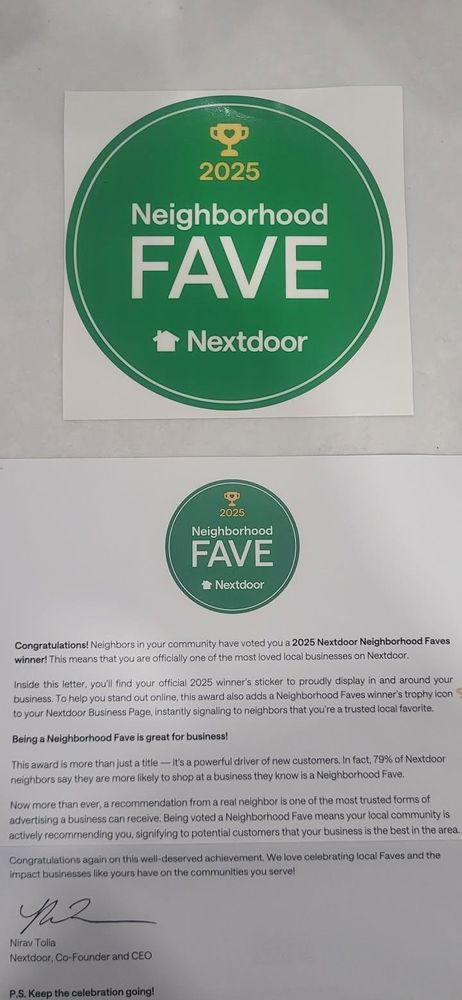 2025
Neighborhood
FAVE
Nextdoor
2025
Neighborhood
FAVE
Nextdoor
Congratulations! Neighbors in your community have voted you a 2025 Nextdoor Neighborhood Faves
winner! This means that you are officially one of the most loved local businesses on Nextdoor.
Inside this letter, you'll find your official 2025 winner's sticker to proudly display in and around your
business. To help you stand out online, this award also adds a Neighborhood Faves winner's trophy icon
to your Nextdoor Business Page, instantly signaling to neighbors that you're a trusted local favorite.
Being a Neighborhood Fave is great for business!
This award is more than just a title — it's a powerful driver of new customers. In fact, 79% of Nextdoor
neighbors say they are more likely to shop at a business they know is a Neighborhood Fave.
Now more than ever, a recommendation from a real neighbor is one of the most trusted forms of
advertising a business can receive. Being voted a Neighborhood Fave means your local community is
actively recommending you, signifying to potential customers that your business is the best in the area.
Congratulations again on this well-deserved achievement. We love celebrating local Faves and the
impact businesses like yours have on the communities you serve!
Nirav Tolia
Nextdoor, Co-Founder and CEO
P.S. Keep the celebration going!